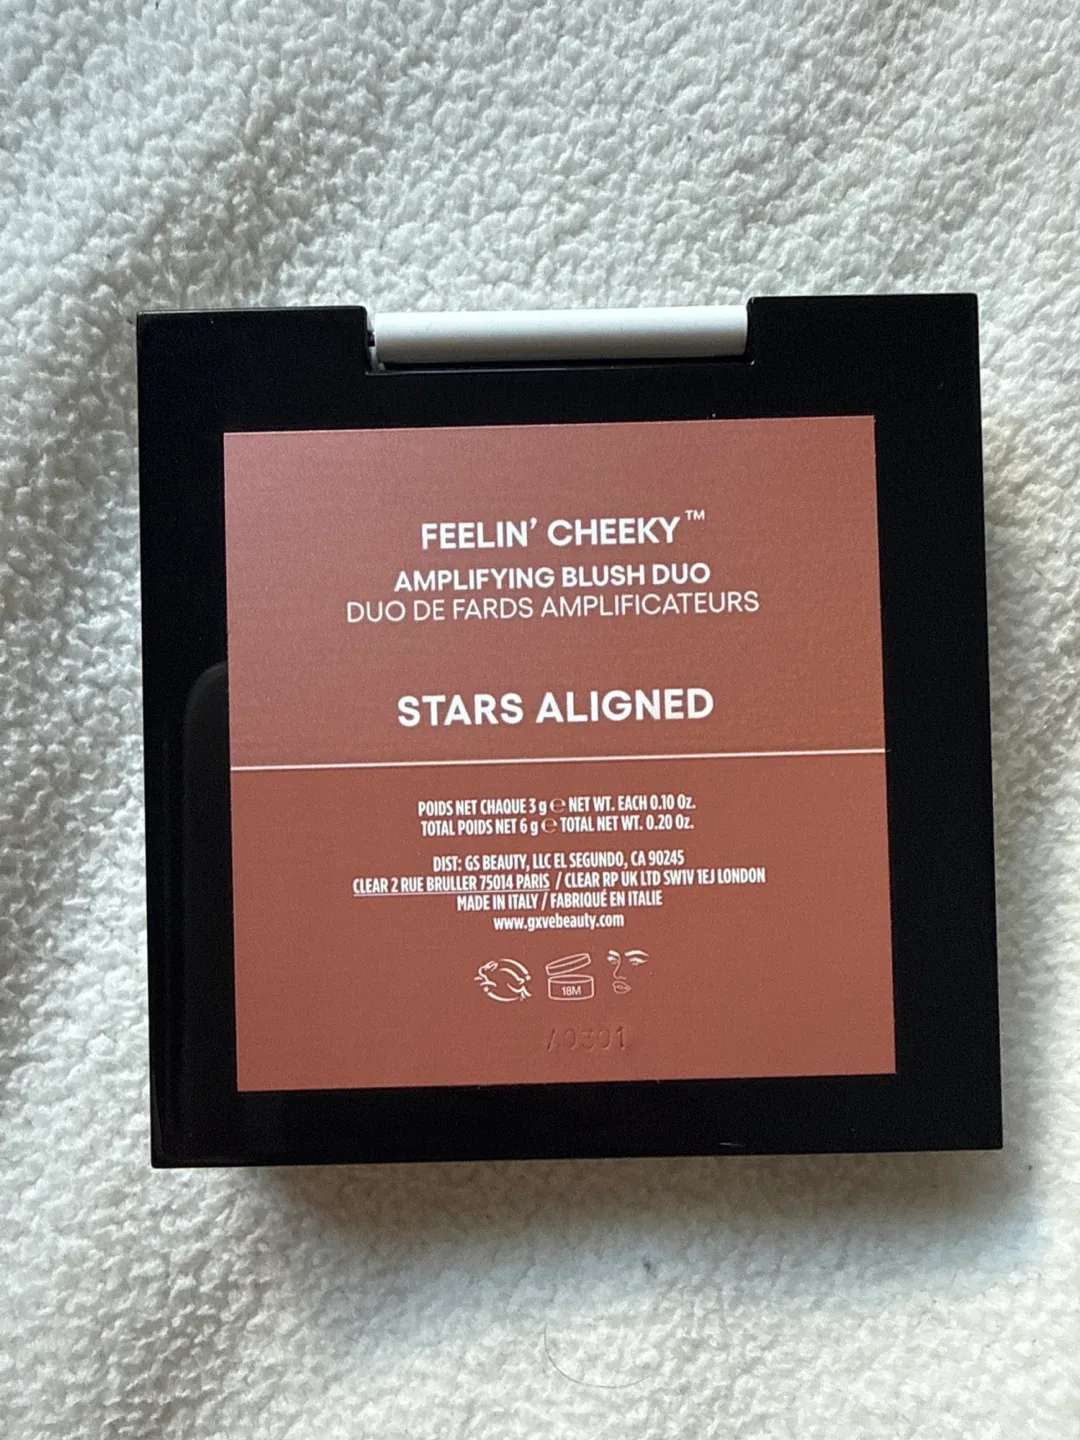 FEELIN' CHEEKY™
AMPLIFYING BLUSH DUO
DUO DE FARDS AMPLIFICATEURS
STARS ALIGNED
POIDS NET CHAQUE 3 g ℮ NET WT. EACH 0.10 Oz.
TOTAL POIDS NET 6 g ℮ TOTAL NET WT. 0.20 Oz.
DIST: GS BEAUTY, LLC EL SEGUNDO, CA 90245
CLEAR 2 RUE BRULLER 75014 PARIS / CLEAR RP UK LTD SW1V 1EJ LONDON
MADE IN ITALY / FABRIQUÉ EN ITALIE
www.gxvebeauty.com
18M